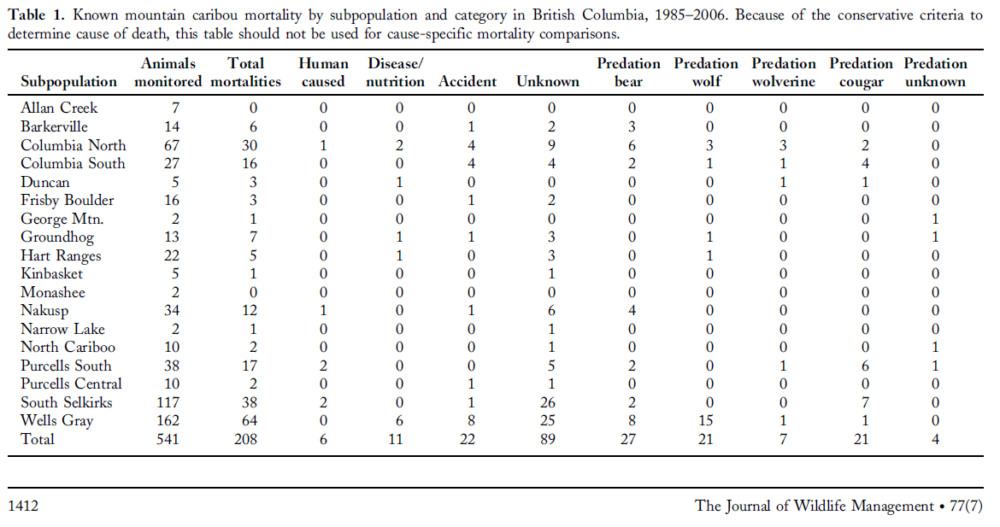 Table 1. Known mountain caribou mortality by subpopulation and category in British Columbia, 1985–2006. Because of the conservative criteria to
determine cause of death, this table should not be used for cause-specific mortality comparisons.
Animals Total Human Disease/ Predation Predation Predation Predation Predation
Subpopulation monitored mortalities caused nutrition Accident Unknown bear wolf wolverine cougar unknown
Allan Creek 7 0 0 0 0 0 0 0 0 0 0
Barkerville 14 6 0 0 1 2 3 0 0 0 0
Columbia North 67 30 1 2 4 9 6 3 3 2 0
Columbia South 27 16 0 0 4 4 2 1 1 4 0
Duncan 5 3 0 1 0 0 0 0 1 1 0
Frisby Boulder 16 3 0 0 1 2 0 0 0 0 0
George Mtn. 2 1 0 0 0 0 0 0 0 0 1
Groundhog 13 7 0 1 1 3 0 1 0 0 1
Hart Ranges 22 5 0 1 0 3 0 1 0 0 0
Kinbasket 5 1 0 0 0 1 0 0 0 0 0
Monashee 2 0 0 0 0 0 0 0 0 0 0
Nakusp 34 12 1 0 1 6 4 0 0 0 0
Narrow Lake 2 1 0 0 0 1 0 0 0 0 0
North Cariboo 10 2 0 0 0 1 0 0 0 0 1
Purcells South 38 17 2 0 0 5 2 0 1 6 1
Purcells Central 10 2 0 0 1 1 0 0 0 0 0
South Selkirks 117 38 2 0 1 26 2 0 0 7 0
Wells Gray 162 64 0 6 8 25 8 15 1 1 0
Total 541 208 6 11 22 89 27 21 7 21 4
1412 The Journal of Wildlife Management • 77(7)